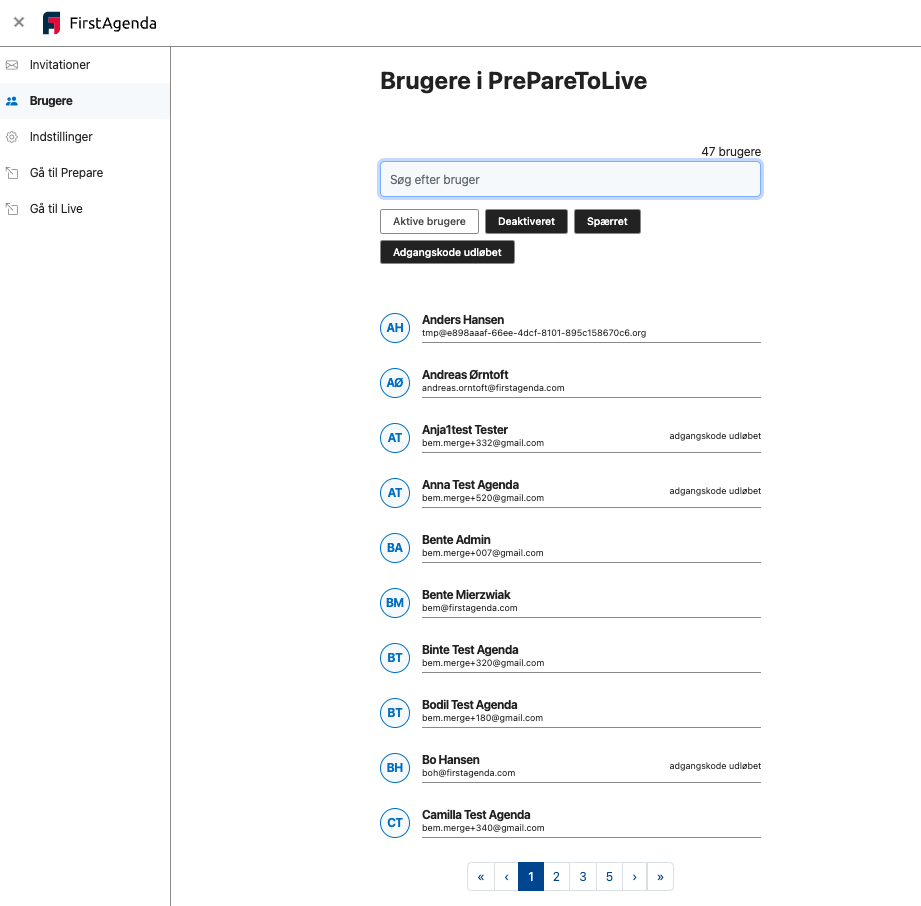 FirstAgenda
Invitationer
Brugere
Indstillinger
Gå til Prepare
Gå til Live
Brugere i PrePareToLive
47 brugere
Søg efter bruger
Aktive brugere Deaktiveret Spærret
Adgangskode udløbet
AH Anders Hansen
tmp@e898aaaf-66ee-4dcf-8101-895c158670c6.org
AØ Andreas Ørntoft
andreas.orntoft@firstagenda.com
AT Anja1test Tester adgangskode udløbet
bem.merge+332@gmail.com
AT Anna Test Agenda adgangskode udløbet
bem.merge+520@gmail.com
BA Bente Admin
bem.merge+007@gmail.com
BM Bente Mierzwiak
bem@firstagenda.com
BT Binte Test Agenda
bem.merge+320@gmail.com
BT Bodil Test Agenda
bem.merge+180@gmail.com
BH Bo Hansen adgangskode udløbet
boh@firstagenda.com
CT Camilla Test Agenda
bem.merge+340@gmail.com
« ‹ 1 2 3 5 › »